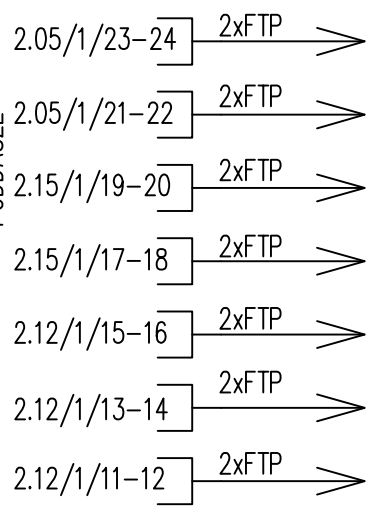 2.05/1/23-24 2xFTP
2.05/1/21-22 2xFTP
2.15/1/19-20 2xFTP
2.15/1/17-18 2xFTP
2.12/1/15-16 2xFTP
2.12/1/13-14 2xFTP
2.12/1/11-12 2xFTP